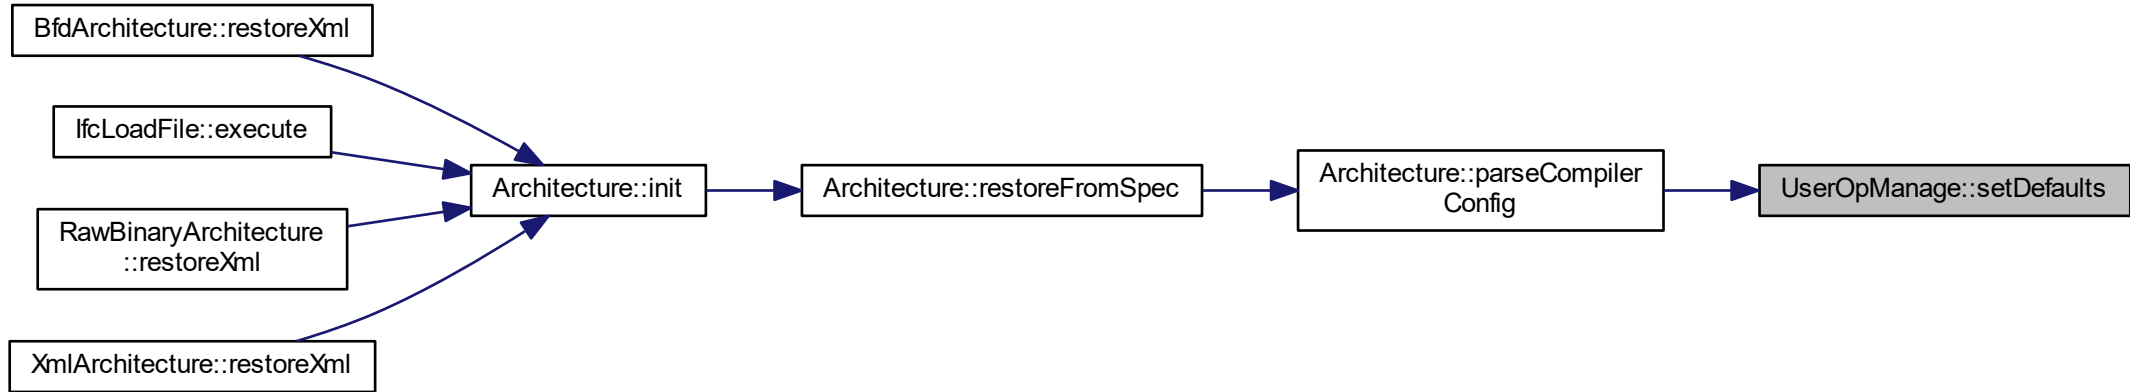 BfdArchitecture::restoreXml
IfcLoadFile::execute
RawBinaryArchitecture
::restoreXml
XmlArchitecture::restoreXml
Architecture::init
Architecture::restoreFromSpec
Architecture::parseCompiler
Config
UserOpManage::setDefaults